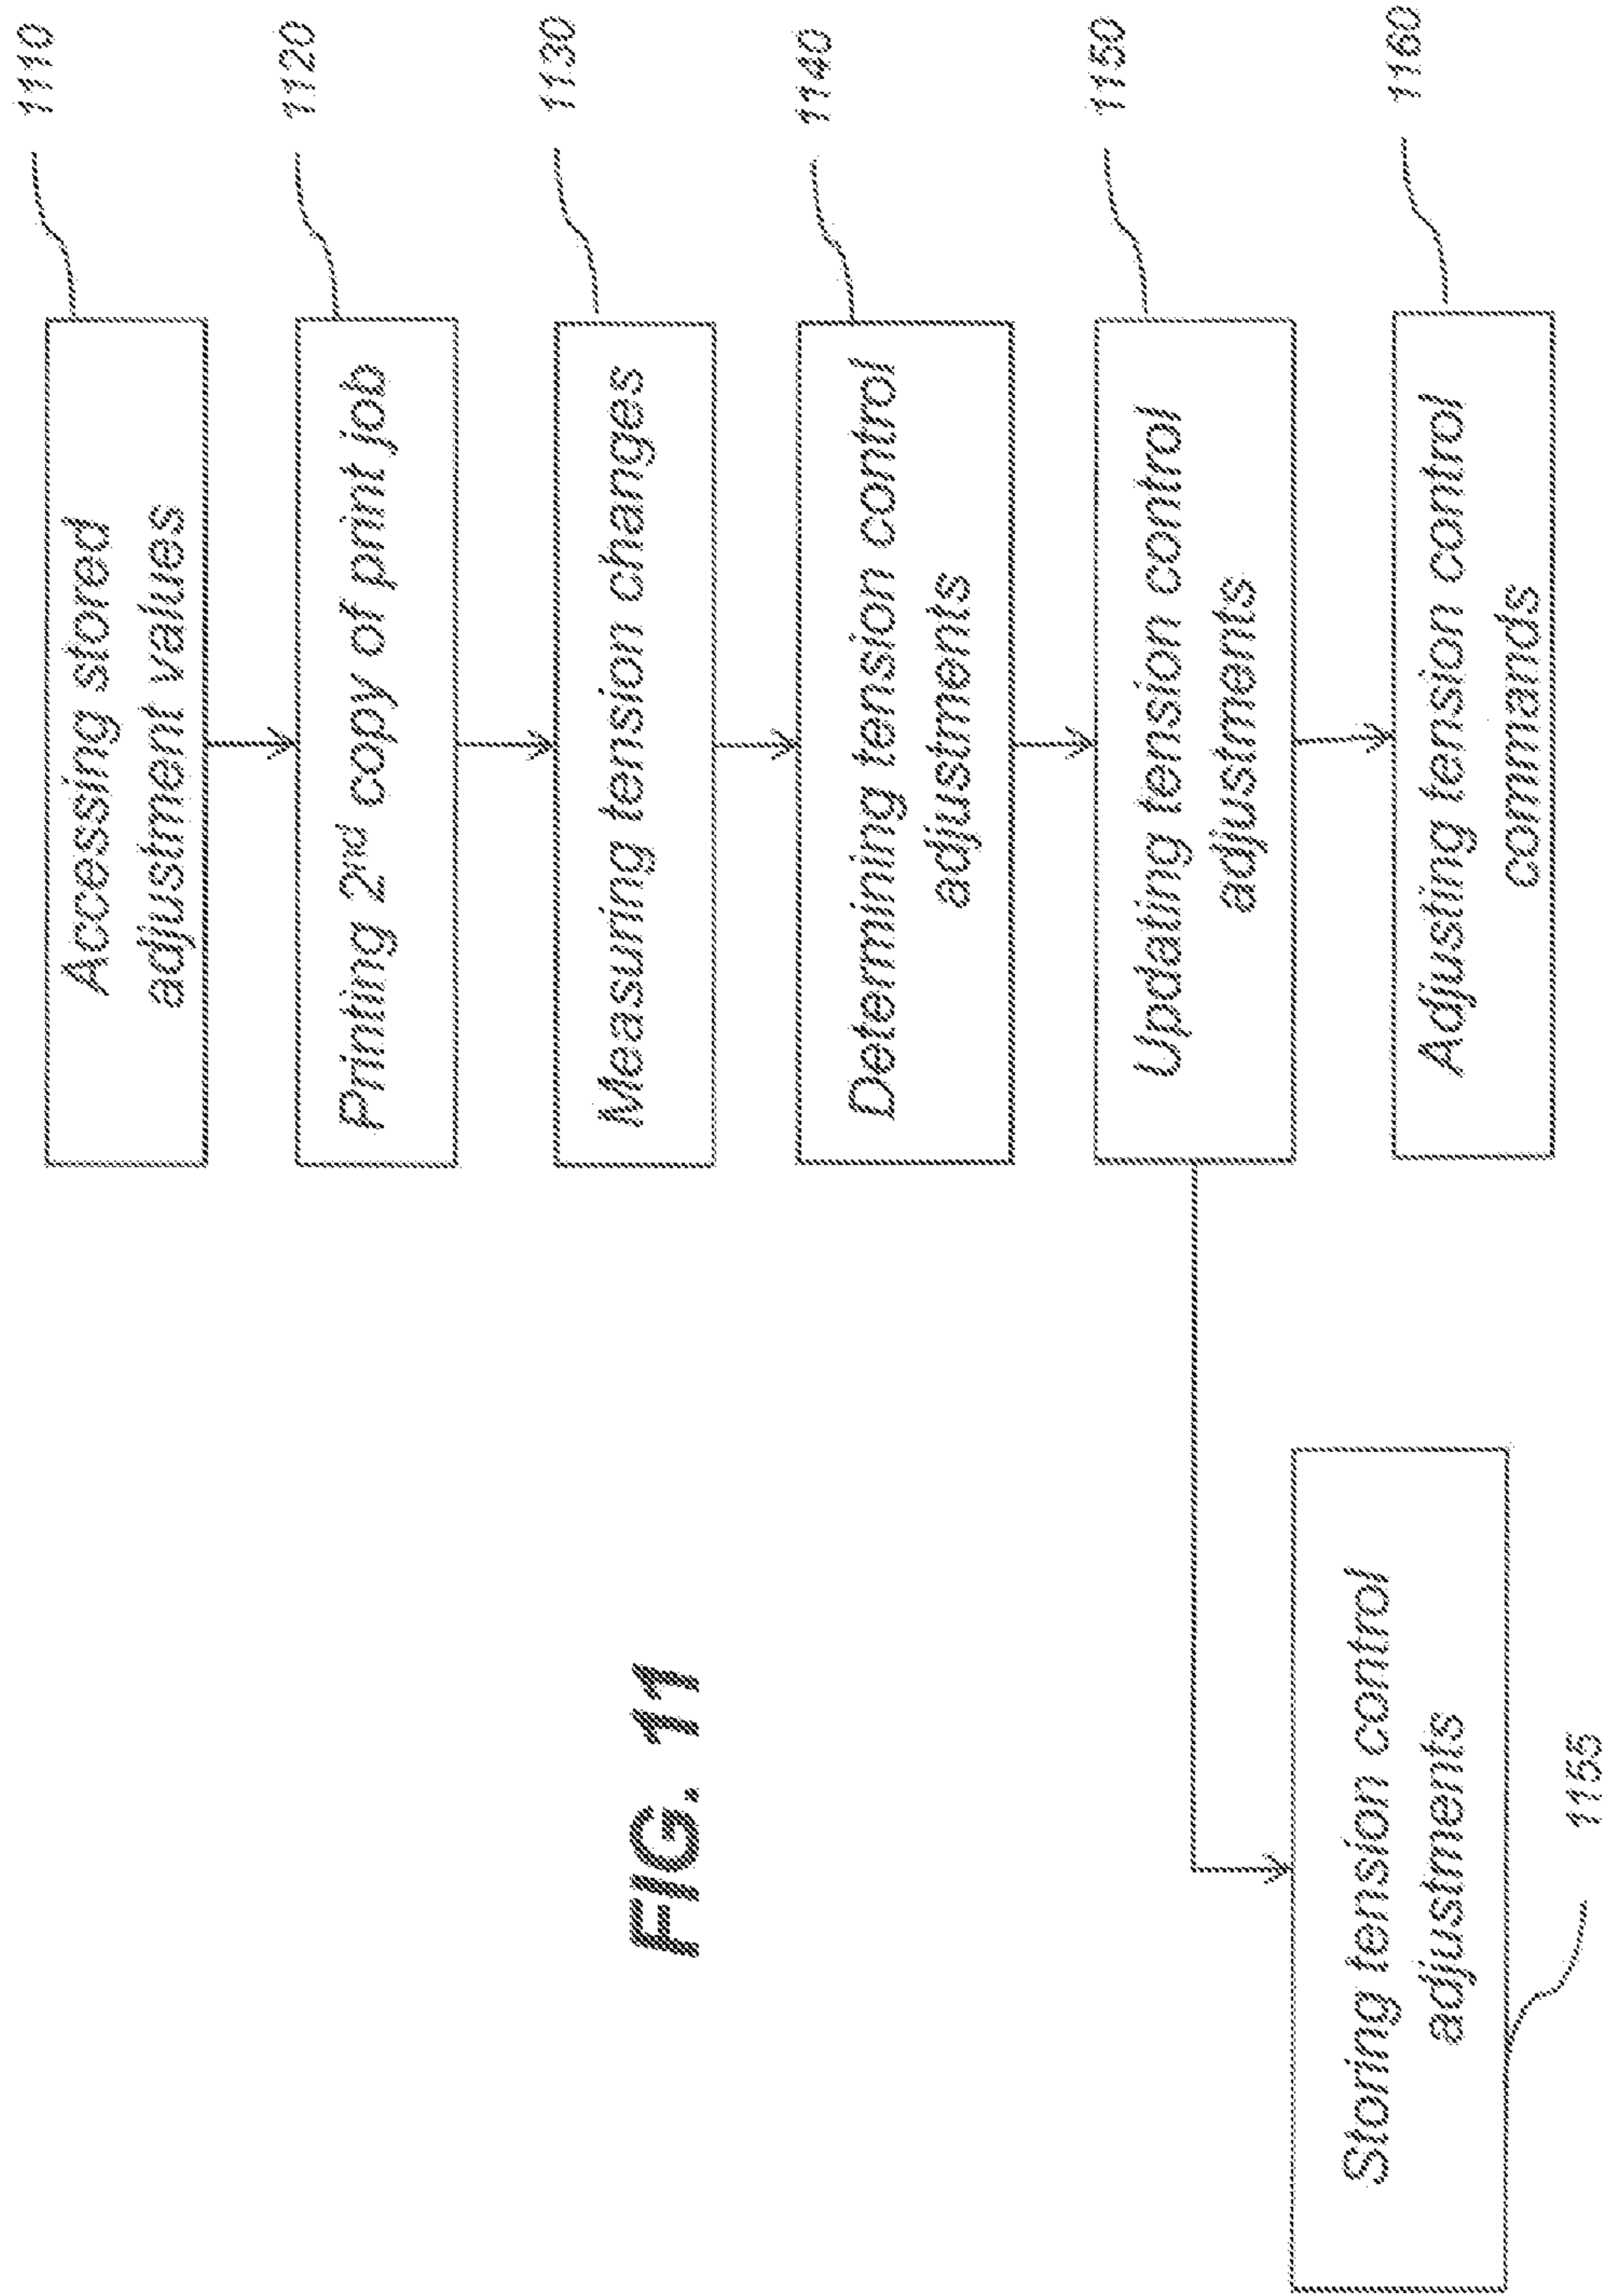 1110
Accessing stored
adjustment values
1120
Printing 2nd copy of print job
1130
Measuring tension changes
1140
Determining tension control
adjustments
1150
Updating tension control
adjustments
1160
Adjusting tension control
commands
Storing tension control
adjustments
1155
FIG. 11